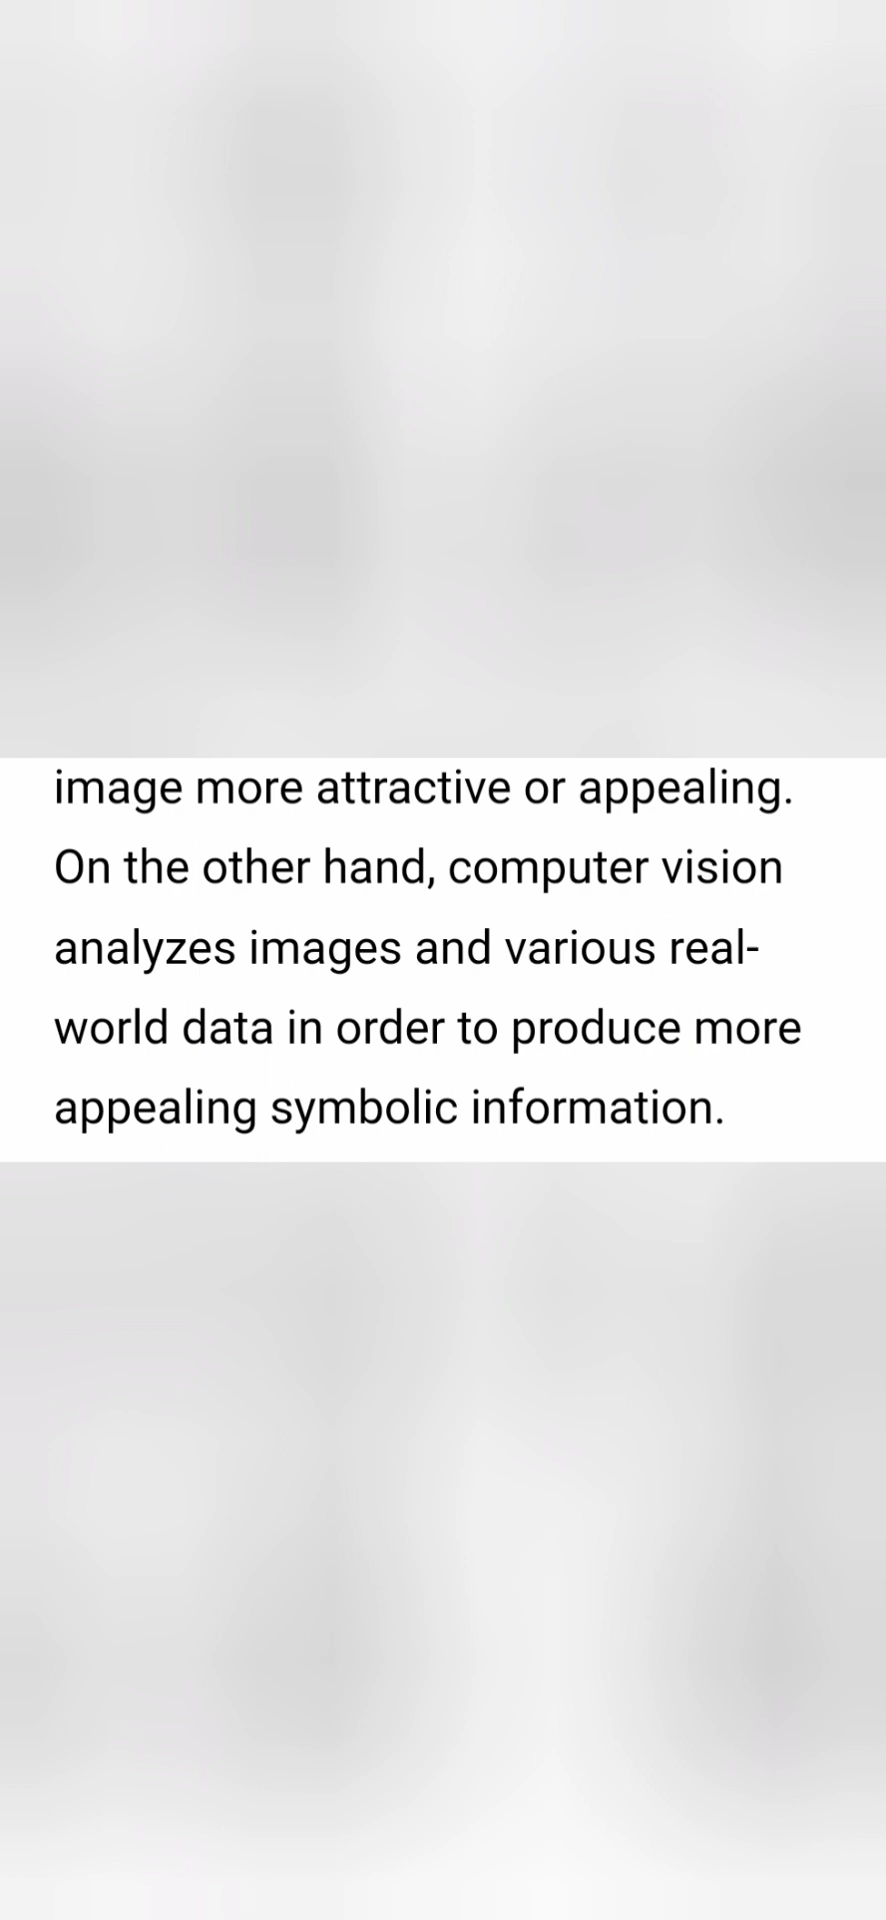 image more attractive or appealing.
On the other hand, computer vision
analyzes images and various real-
world data in order to produce more
appealing symbolic information.